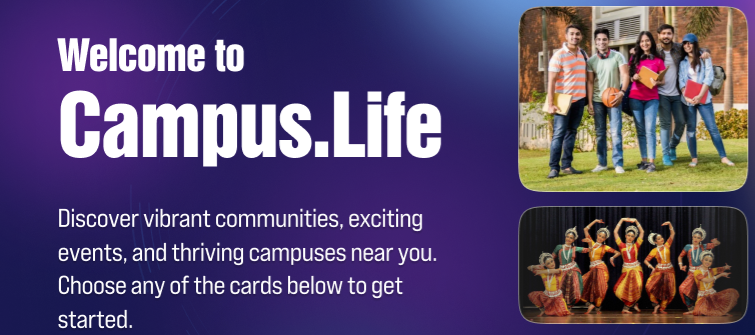 Welcome to
Campus.Life
Discover vibrant communities, exciting
events, and thriving campuses near you.
Choose any of the cards below to get
started.